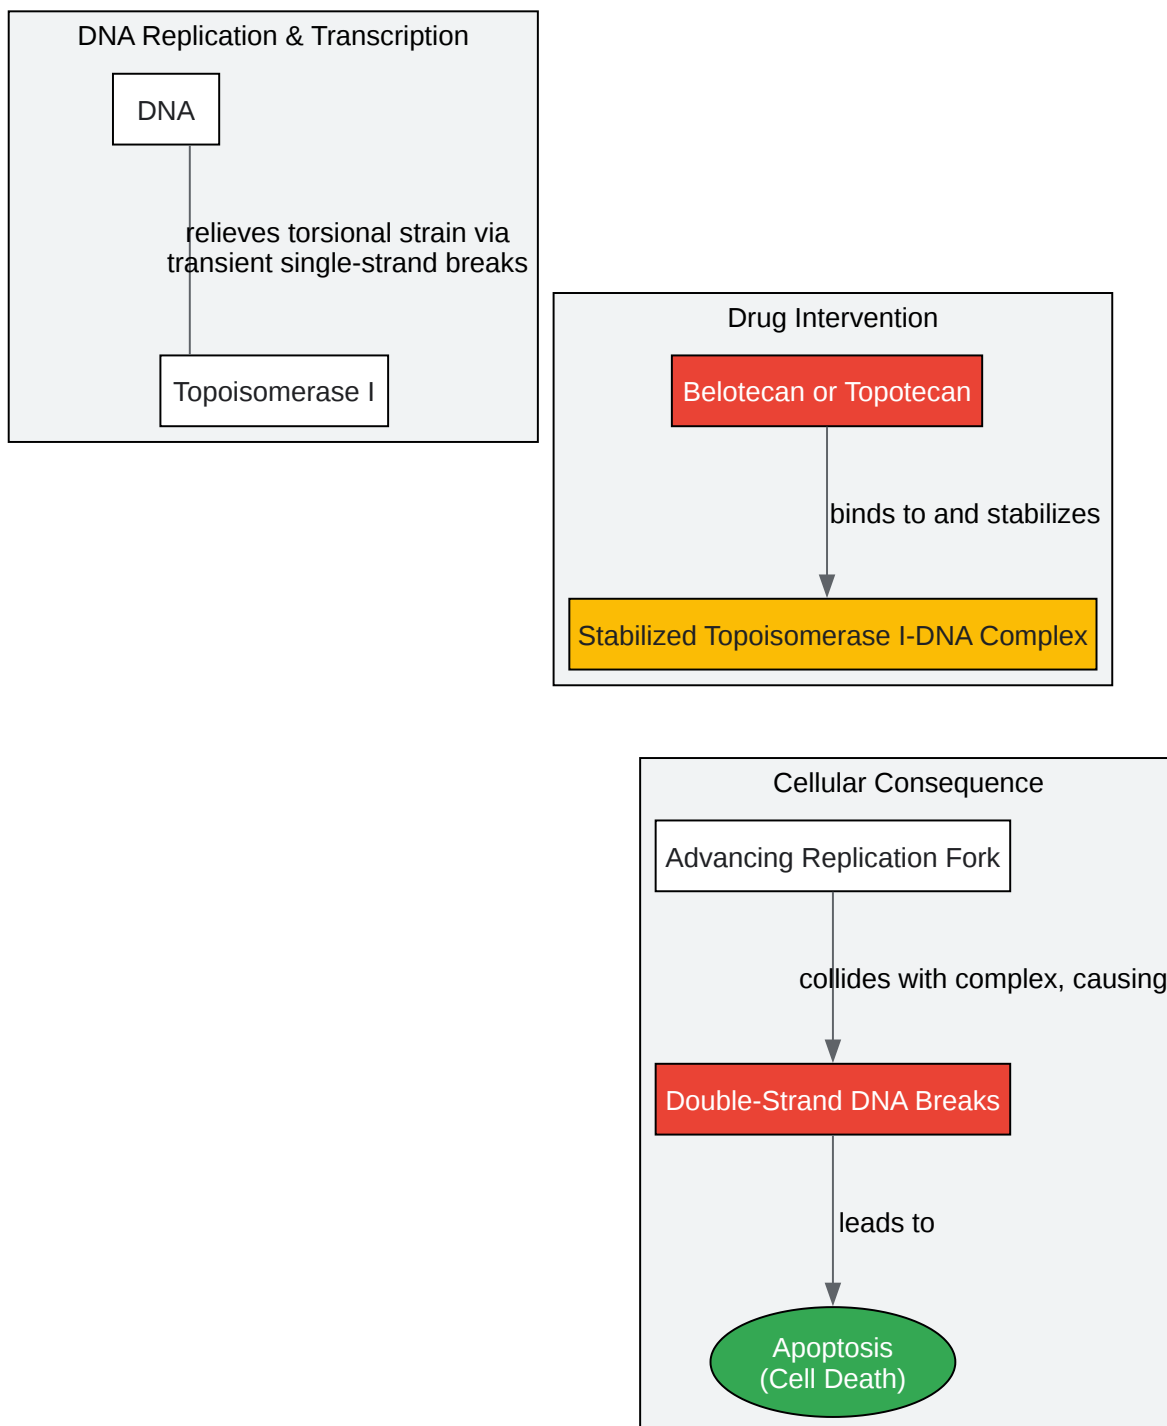 DNA Replication & Transcription
DNA
relieves torsional strain via
transient single-strand breaks
Topoisomerase I
Drug Intervention
Belotecan or Topotecan
binds to and stabilizes
Stabilized Topoisomerase I-DNA Complex
Cellular Consequence
Advancing Replication Fork
collides with complex, causing
Double-Strand DNA Breaks
leads to
Apoptosis
(Cell Death)